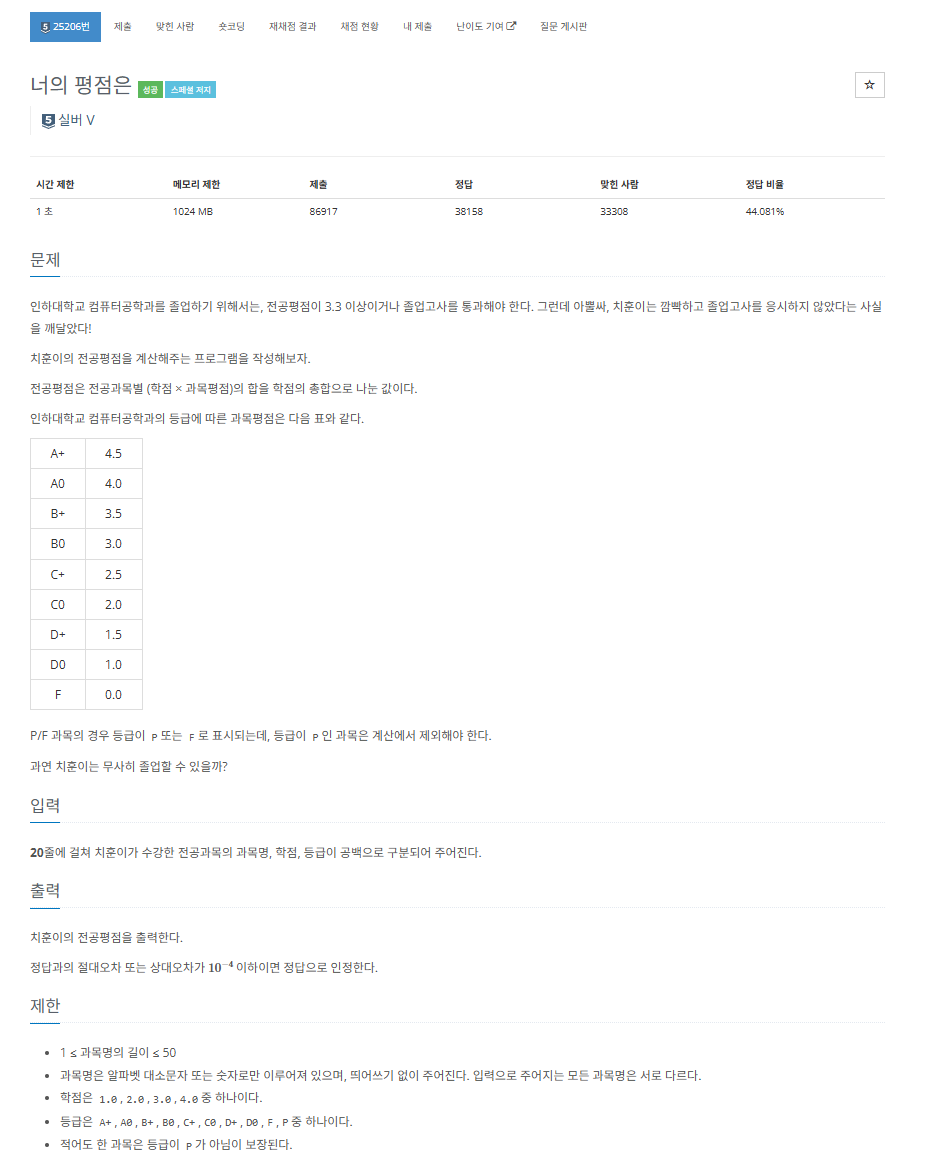 5 25206번 제출 맞힌 사람 숏코딩 재채점 결과 채점 현황 내 제출 난이도 기여 질문 게시판
너의 평점은 성공 스페셜 저지
☆
5 실버 V
시간 제한 메모리 제한 제출 정답 맞힌 사람 정답 비율
1 초 1024 MB 86917 38158 33308 44.081%
문제
인하대학교 컴퓨터공학과를 졸업하기 위해서는, 전공평점이 3.3 이상이거나 졸업고사를 통과해야 한다. 그런데 아뿔싸, 치훈이는 깜빡하고 졸업고사를 응시하지 않았다는 사실
을 깨달았다!
치훈이의 전공평점을 계산해주는 프로그램을 작성해보자.
전공평점은 전공과목별 (학점 × 과목평점)의 합을 학점의 총합으로 나눈 값이다.
인하대학교 컴퓨터공학과의 등급에 따른 과목평점은 다음 표와 같다.
A+ 4.5
A0 4.0
B+ 3.5
B0 3.0
C+ 2.5
C0 2.0
D+ 1.5
D0 1.0
F 0.0
P/F 과목의 경우 등급이 P 또는 F 로 표시되는데, 등급이 P 인 과목은 계산에서 제외해야 한다.
과연 치훈이는 무사히 졸업할 수 있을까?
입력
20줄에 걸쳐 치훈이가 수강한 전공과목의 과목명, 학점, 등급이 공백으로 구분되어 주어진다.
출력
치훈이의 전공평점을 출력한다.
정답과의 절대오차 또는 상대오차가 10⁻⁴ 이하이면 정답으로 인정한다.
제한
• 1 ≤ 과목명의 길이 ≤ 50
• 과목명은 알파벳 대소문자 또는 숫자로만 이루어져 있으며, 띄어쓰기 없이 주어진다. 입력으로 주어지는 모든 과목명은 서로 다르다.
• 학점은 1.0 , 2.0 , 3.0 , 4.0 중 하나이다.
• 등급은 A+ , A0 , B+ , B0 , C+ , C0 , D+ , D0 , F , P 중 하나이다.
• 적어도 한 과목은 등급이 P 가 아님이 보장된다.